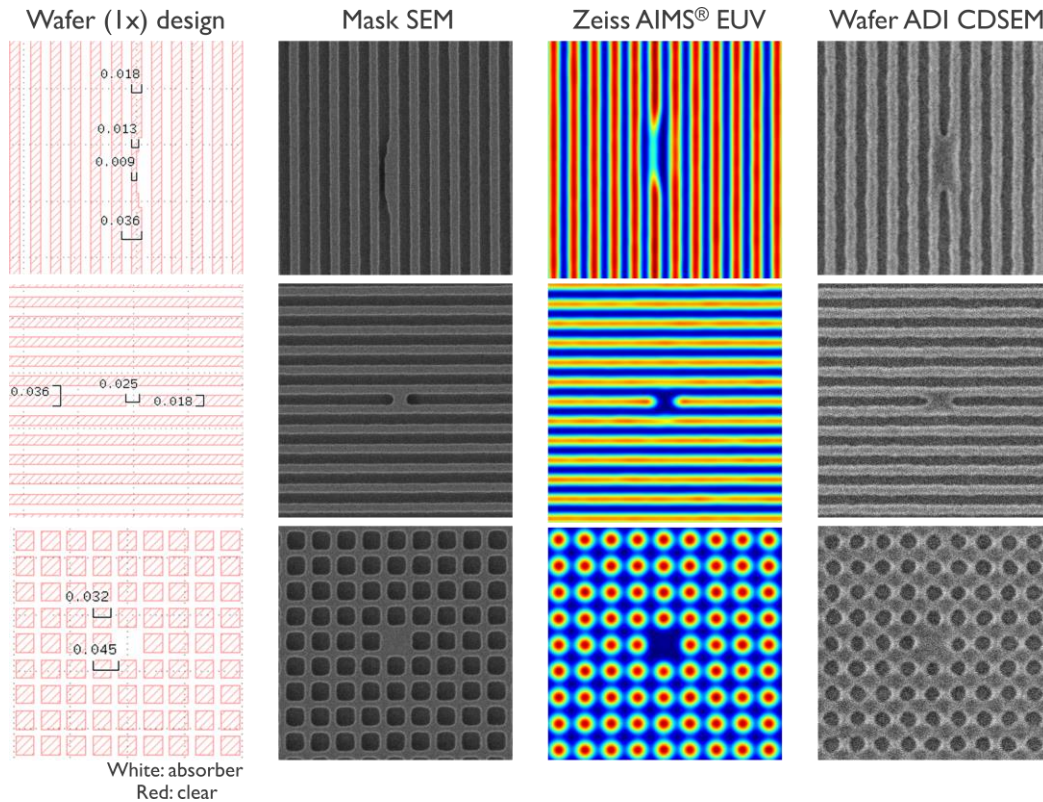 Wafer (1x) design
Mask SEM
Zeiss AIMS® EUV
Wafer ADI CDSEM
0.018
0.013
0.009
0.036
0.036
0.025
0.018
0.032
0.045
White: absorber
Red: clear